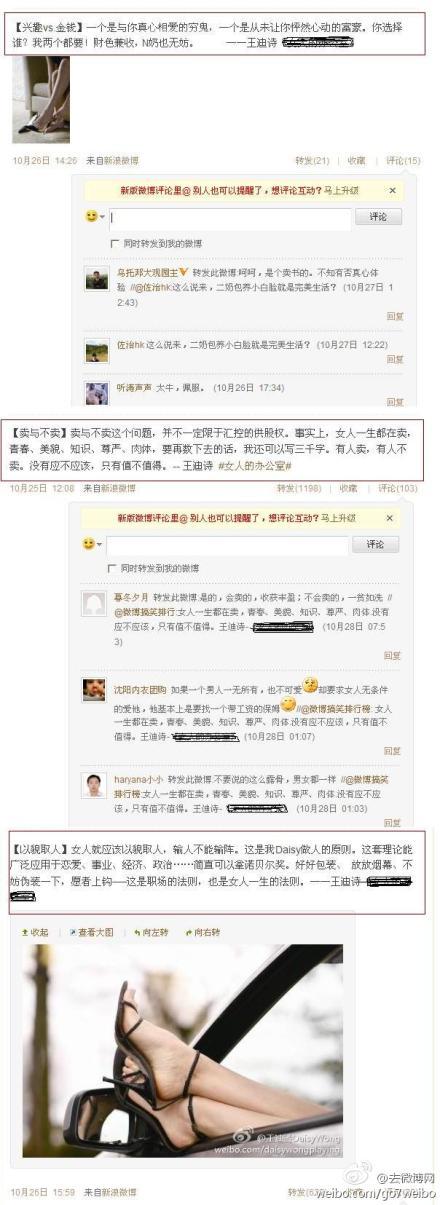 【兴趣vs.金钱】一个是与你真心相爱的穷鬼，一个是从未让你怦然心动的富豪。你选择
谁？我两个都要！财色兼收，N奶也无妨。 一一王迪诗
10月26日 14:26 来自新浪微博 转发(21) | 收藏 | 评论(15)
新版微博评论里@ 别人也可以提醒了，想评论互动？马上升级 ×
评论
同时转发到我的微博
乌托邦大观园主 转发此微博 呵呵，是个卖书的。不知有否真心体
验 //@佐治hk:这么说来，二奶包养小白脸就是完美生活？ (10月27日 1
2:43)
回复
佐治hk 这么说来，二奶包养小白脸就是完美生活？ (10月27日 12:22)
回复
听涛声声 太牛，佩服。 (10月26日 17:34)
回复
【卖与不卖】卖与不卖这个问题，并不一定限于汇控的供股权。事实上，女人一生都在卖，
青春、美貌、知识、尊严、肉体，要再数下去的话，我还可以写三千字。有人卖，有人不
卖。没有应不应该，只有值不值得。-- 王迪诗 #女人的办公室#
10月25日 12:08 来自新浪微博 转发(1198) | 收藏 | 评论(103)
新版微博评论里@ 别人也可以提醒了，想评论互动？马上升级 ×
评论
同时转发到我的微博
暮冬夕月 转发此微博:是的，会卖的，收获丰盈；不会卖的，一贫如洗 //
@微博搞笑排行:女人一生都在卖，青春、美貌、知识、尊严、肉体.没有
应不应该，只有值不值得。王迪诗-
(10月28日 07:5
3)
回复
沈阳内衣团购 如果一个男人一无所有，也不可爱 却要求女人无条件
的爱他，他基本上是要找一个带工资的保姆 //@微博搞笑排行榜:女人
一生都在卖，青春、美貌、知识、尊严、肉体.没有应不应该，只有值不
值得。王迪诗- (10月28日 01:07)
回复
haryana小小 转发此微博:不要说的这么露骨，男女都一样 //@微博搞笑
排行榜:女人一生都在卖，青春、美貌、知识、尊严、肉体.没有应不应
该，只有值不值得。王迪诗- (10月28日 01:03)
回复
【以貌取人】女人就应该以貌取人，输人不能输阵。这是我Daisy做人的原则。这套理论能
广泛应用于恋爱、事业、经济、政治……简直可以拿诺贝尔奖。好好包装、 放放烟幕、不
妨伪装一下，愿者上钩──这是职场的法则，也是女人一生的法则。一一王迪诗-
收起 | 查看大图 | 向左转 向右转
王迪诗DaisyWong
weibo.com/daisywongplaying
@去微博网
10月26日 15:59 来自新浪微博
weibo.com/go7weibo